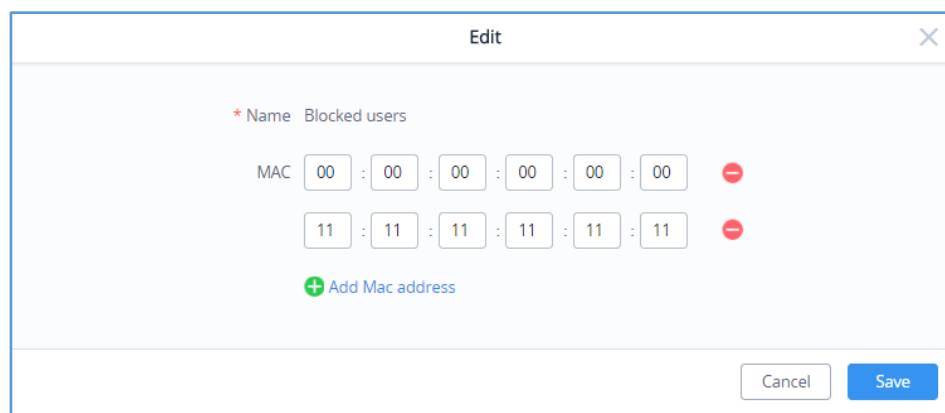 Edit
* Name Blocked users
MAC 00 : 00 : 00 : 00 : 00 : 00
11 : 11 : 11 : 11 : 11 : 11
Add Mac address
Cancel Save